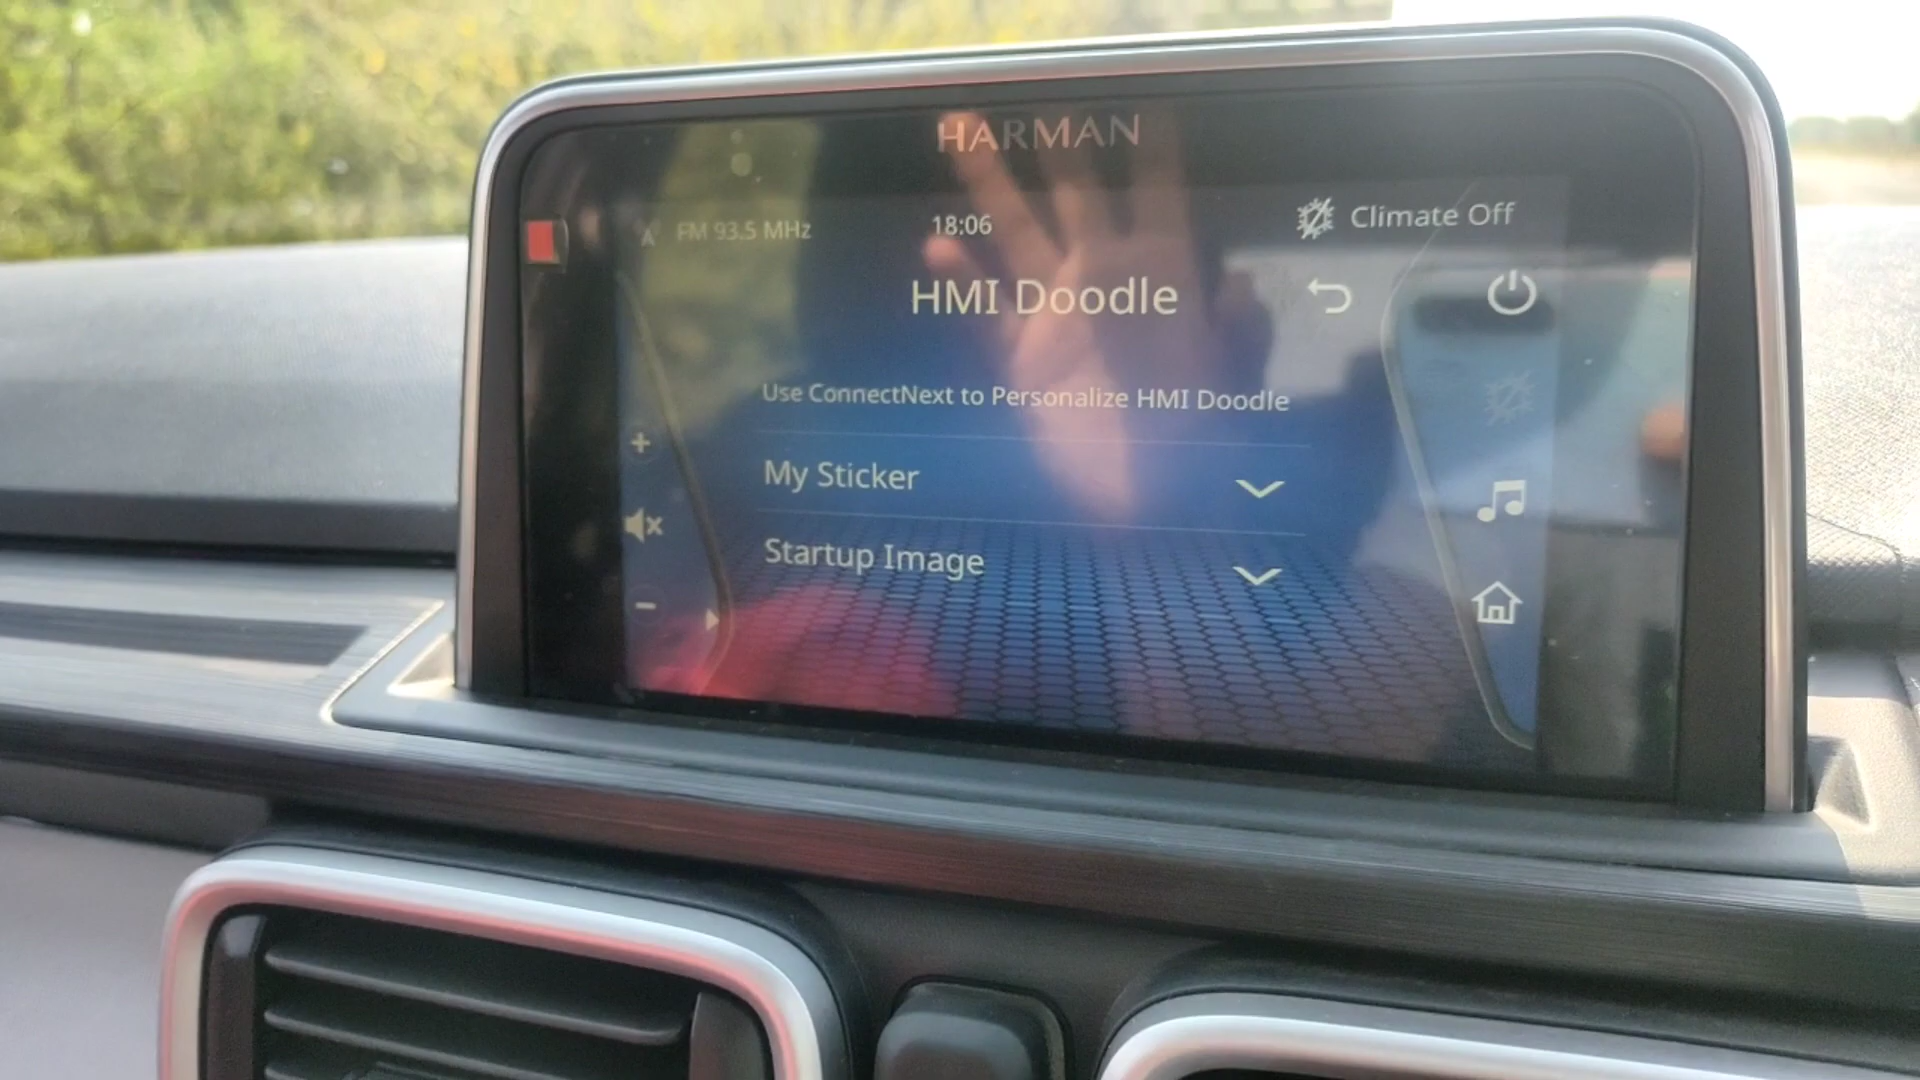 HARMAN
FM 93.5 MHz 18:06 Climate Off
HMI Doodle
Use ConnectNext to Personalize HMI Doodle
My Sticker
Startup Image